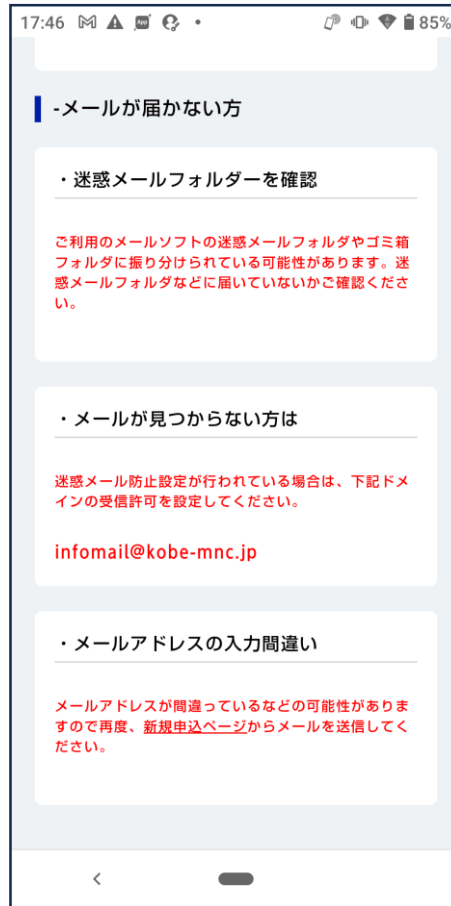 17:46 85%
-メールが届かない方
・迷惑メールフォルダーを確認
ご利用のメールソフトの迷惑メールフォルダやゴミ箱
フォルダに振り分けられている可能性があります。迷
惑メールフォルダなどに届いていないかご確認くださ
い。
・メールが見つからない方は
迷惑メール防止設定が行われている場合は、下記ドメ
インの受信許可を設定してください。
infomail@kobe-mnc.jp
・メールアドレスの入力間違い
メールアドレスが間違っているなどの可能性がありま
すので再度、新規申込ページからメールを送信してく
ださい。